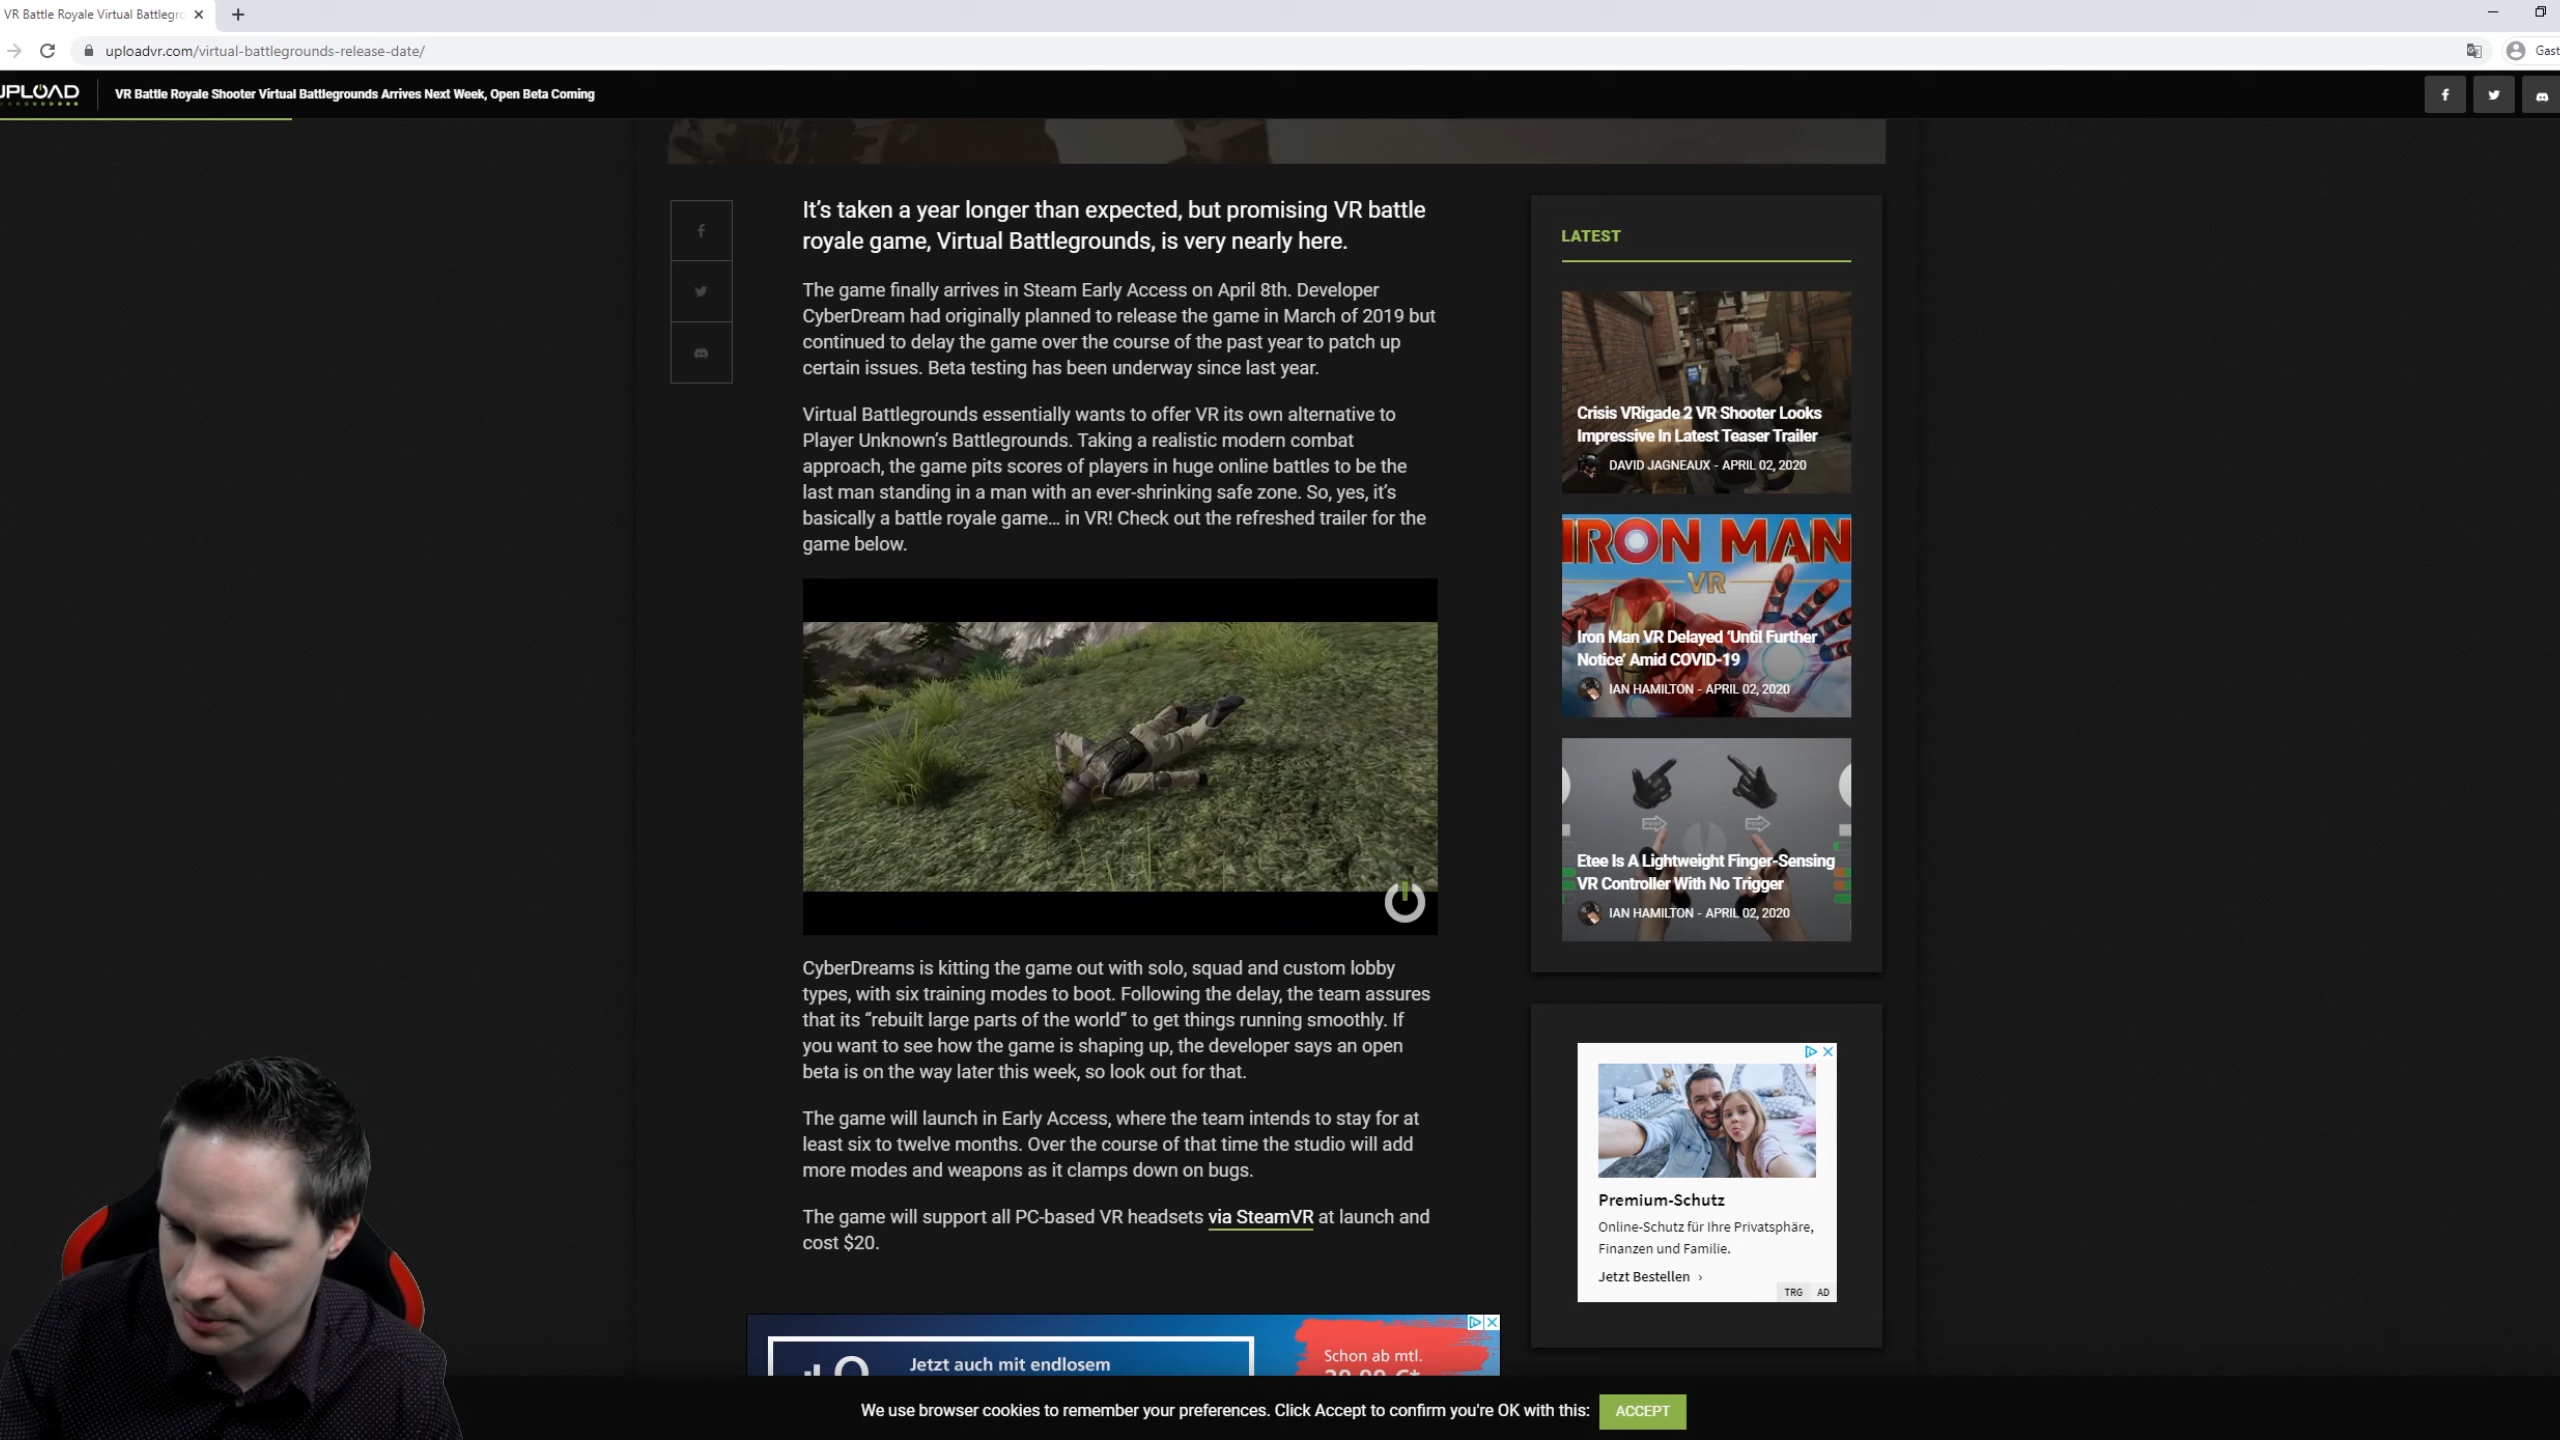 VR Battle Royale Virtual Battlegro
uploadvr.com/virtual-battlegrounds-release-date/
Gast
UPLOAD
VR Battle Royale Shooter Virtual Battlegrounds Arrives Next Week, Open Beta Coming
It’s taken a year longer than expected, but promising VR battle
royale game, Virtual Battlegrounds, is very nearly here.
The game finally arrives in Steam Early Access on April 8th. Developer
CyberDream had originally planned to release the game in March of 2019 but
continued to delay the game over the course of the past year to patch up
certain issues. Beta testing has been underway since last year.
Virtual Battlegrounds essentially wants to offer VR its own alternative to
Player Unknown’s Battlegrounds. Taking a realistic modern combat
approach, the game pits scores of players in huge online battles to be the
last man standing in a man with an ever-shrinking safe zone. So, yes, it’s
basically a battle royale game… in VR! Check out the refreshed trailer for the
game below.
CyberDreams is kitting the game out with solo, squad and custom lobby
types, with six training modes to boot. Following the delay, the team assures
that its “rebuilt large parts of the world” to get things running smoothly. If
you want to see how the game is shaping up, the developer says an open
beta is on the way later this week, so look out for that.
The game will launch in Early Access, where the team intends to stay for at
least six to twelve months. Over the course of that time the studio will add
more modes and weapons as it clamps down on bugs.
The game will support all PC-based VR headsets via SteamVR at launch and
cost $20.
LATEST
Crisis VRigade 2 VR Shooter Looks
Impressive In Latest Teaser Trailer
DAVID JAGNEAUX - APRIL 02, 2020
IRON MAN
VR
Iron Man VR Delayed ‘Until Further
Notice’ Amid COVID-19
IAN HAMILTON - APRIL 02, 2020
Etee Is A Lightweight Finger-Sensing
VR Controller With No Trigger
IAN HAMILTON - APRIL 02, 2020
Premium-Schutz
Online-Schutz für Ihre Privatsphäre,
Finanzen und Familie.
Jetzt Bestellen ›
TRG AD
Jetzt auch mit endlosem
Schon ab mtl.
We use browser cookies to remember your preferences. Click Accept to confirm you're OK with this:
ACCEPT